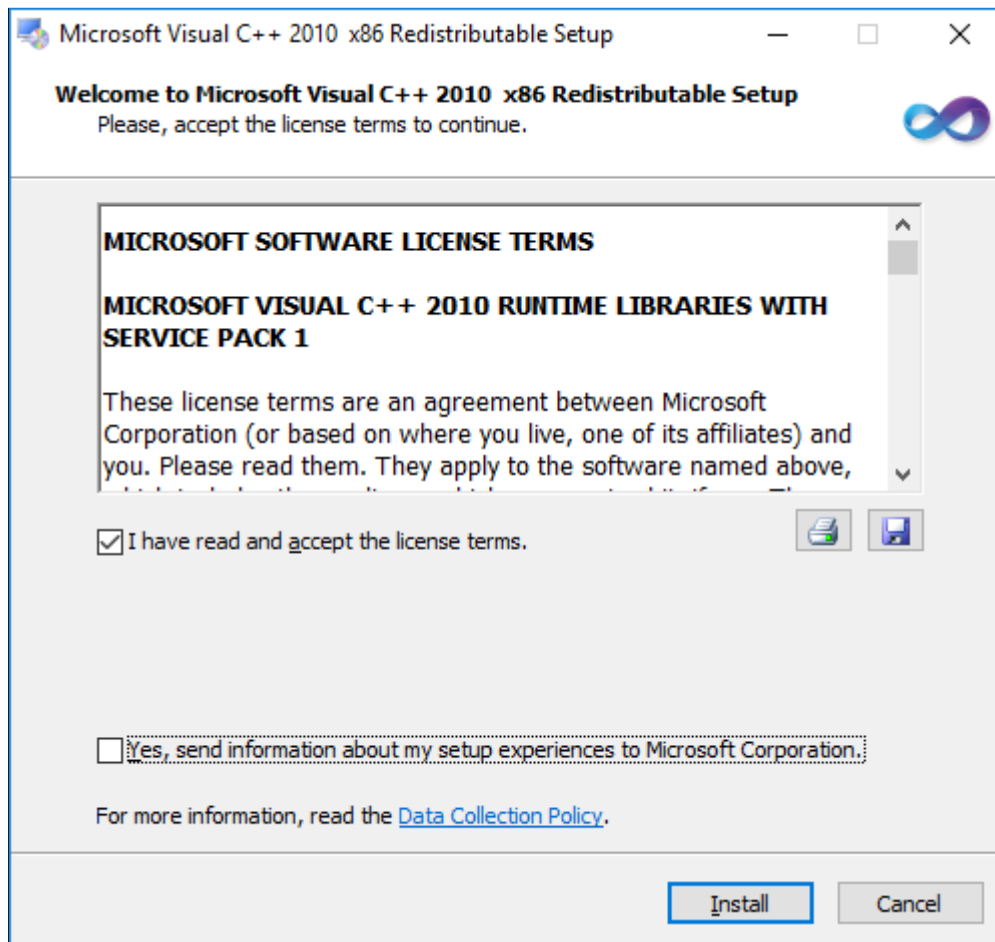 Microsoft Visual C++ 2010  x86 Redistributable Setup
Welcome to Microsoft Visual C++ 2010  x86 Redistributable Setup
Please, accept the license terms to continue.
MICROSOFT SOFTWARE LICENSE TERMS
MICROSOFT VISUAL C++ 2010 RUNTIME LIBRARIES WITH
SERVICE PACK 1
These license terms are an agreement between Microsoft
Corporation (or based on where you live, one of its affiliates) and
you. Please read them. They apply to the software named above,
I have read and accept the license terms.
Yes, send information about my setup experiences to Microsoft Corporation.
For more information, read the Data Collection Policy.
Install
Cancel